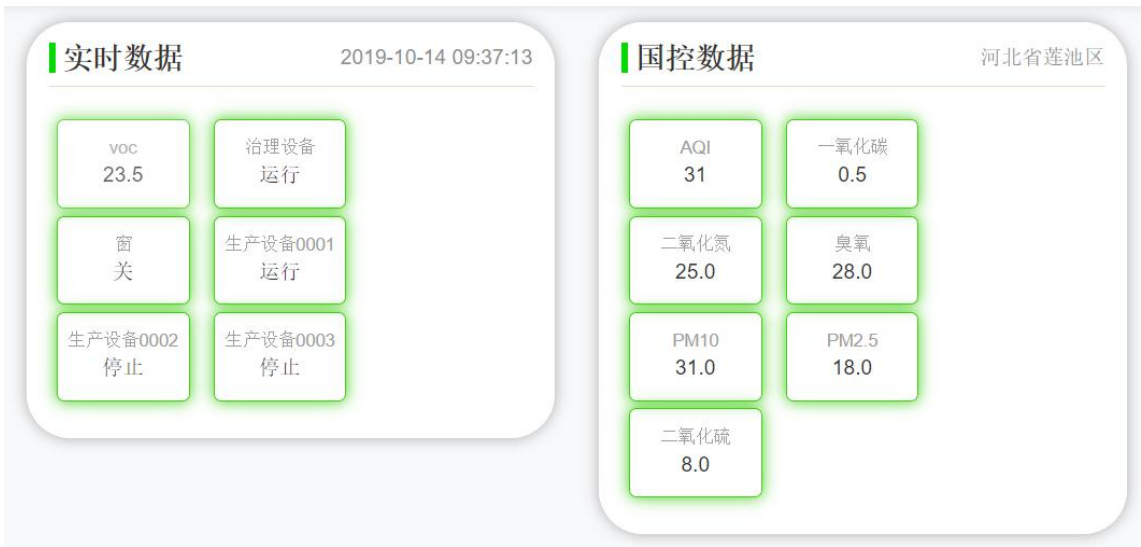 实时数据
2019-10-14 09:37:13
voc
23.5
治理设备
运行
窗
关
生产设备0001
运行
生产设备0002
停止
生产设备0003
停止
国控数据
河北省莲池区
AQI
31
一氧化碳
0.5
二氧化氮
25.0
臭氧
28.0
PM10
31.0
PM2.5
18.0
二氧化硫
8.0